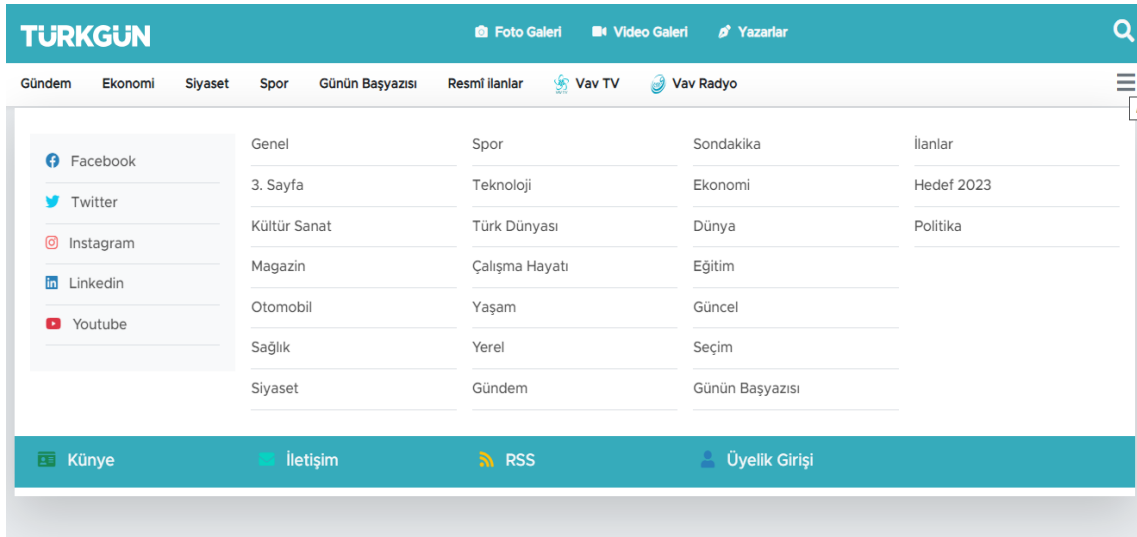 TÜRKGÜN
Foto Galeri Video Galeri Yazarlar
Gündem Ekonomi Siyaset Spor Günün Başyazısı Resmî ilanlar Vav TV Vav Radyo
Facebook
Twitter
Instagram
Linkedin
Youtube
Genel
3. Sayfa
Kültür Sanat
Magazin
Otomobil
Sağlık
Siyaset
Spor
Teknoloji
Türk Dünyası
Çalışma Hayatı
Yaşam
Yerel
Gündem
Sondakika
Ekonomi
Dünya
Eğitim
Güncel
Seçim
Günün Başyazısı
İlanlar
Hedef 2023
Politika
Künye İletişim RSS Üyelik Girişi